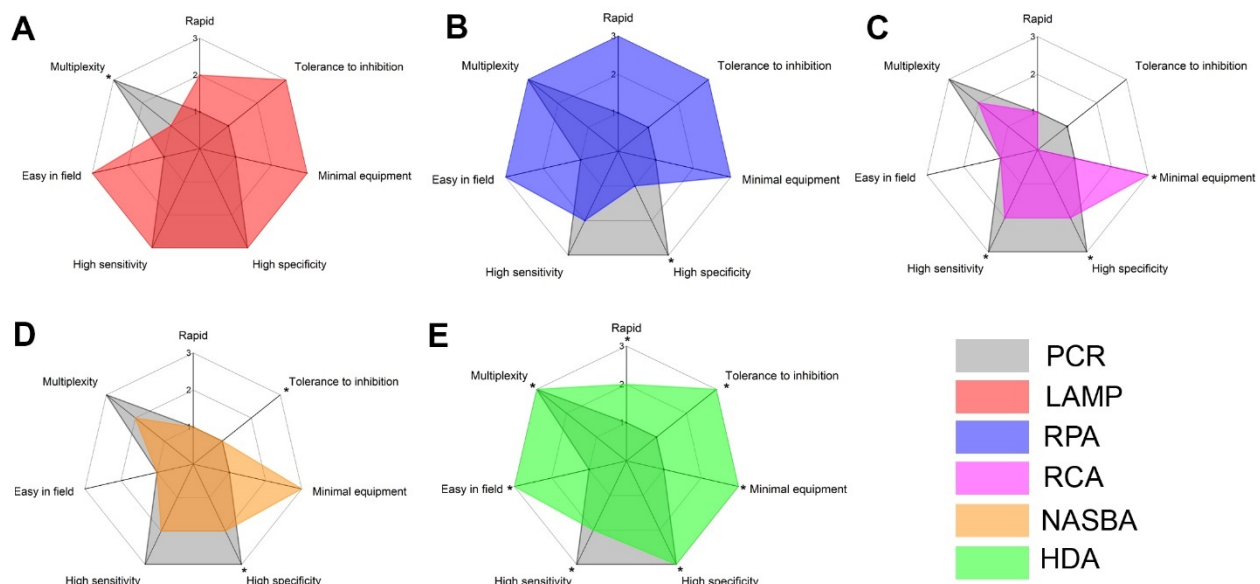 A
Rapid
3
2
1
Multiplexity *
Tolerance to inhibition
Easy in field
Minimal equipment
High sensitivity
High specificity
B
Rapid
3
2
1
Multiplexity
Tolerance to inhibition
Easy in field
Minimal equipment
High sensitivity
* High specificity
C
Rapid
3
2
1
Multiplexity
Tolerance to inhibition
Easy in field
* Minimal equipment
High sensitivity *
* High specificity
D
Rapid
3
2
1
Multiplexity
* Tolerance to inhibition
Easy in field
Minimal equipment
High sensitivity
* High specificity
E
Rapid
*
3
2
1
Multiplexity *
* Tolerance to inhibition
Easy in field *
* Minimal equipment
High sensitivity *
* High specificity
PCR
LAMP
RPA
RCA
NASBA
HDA